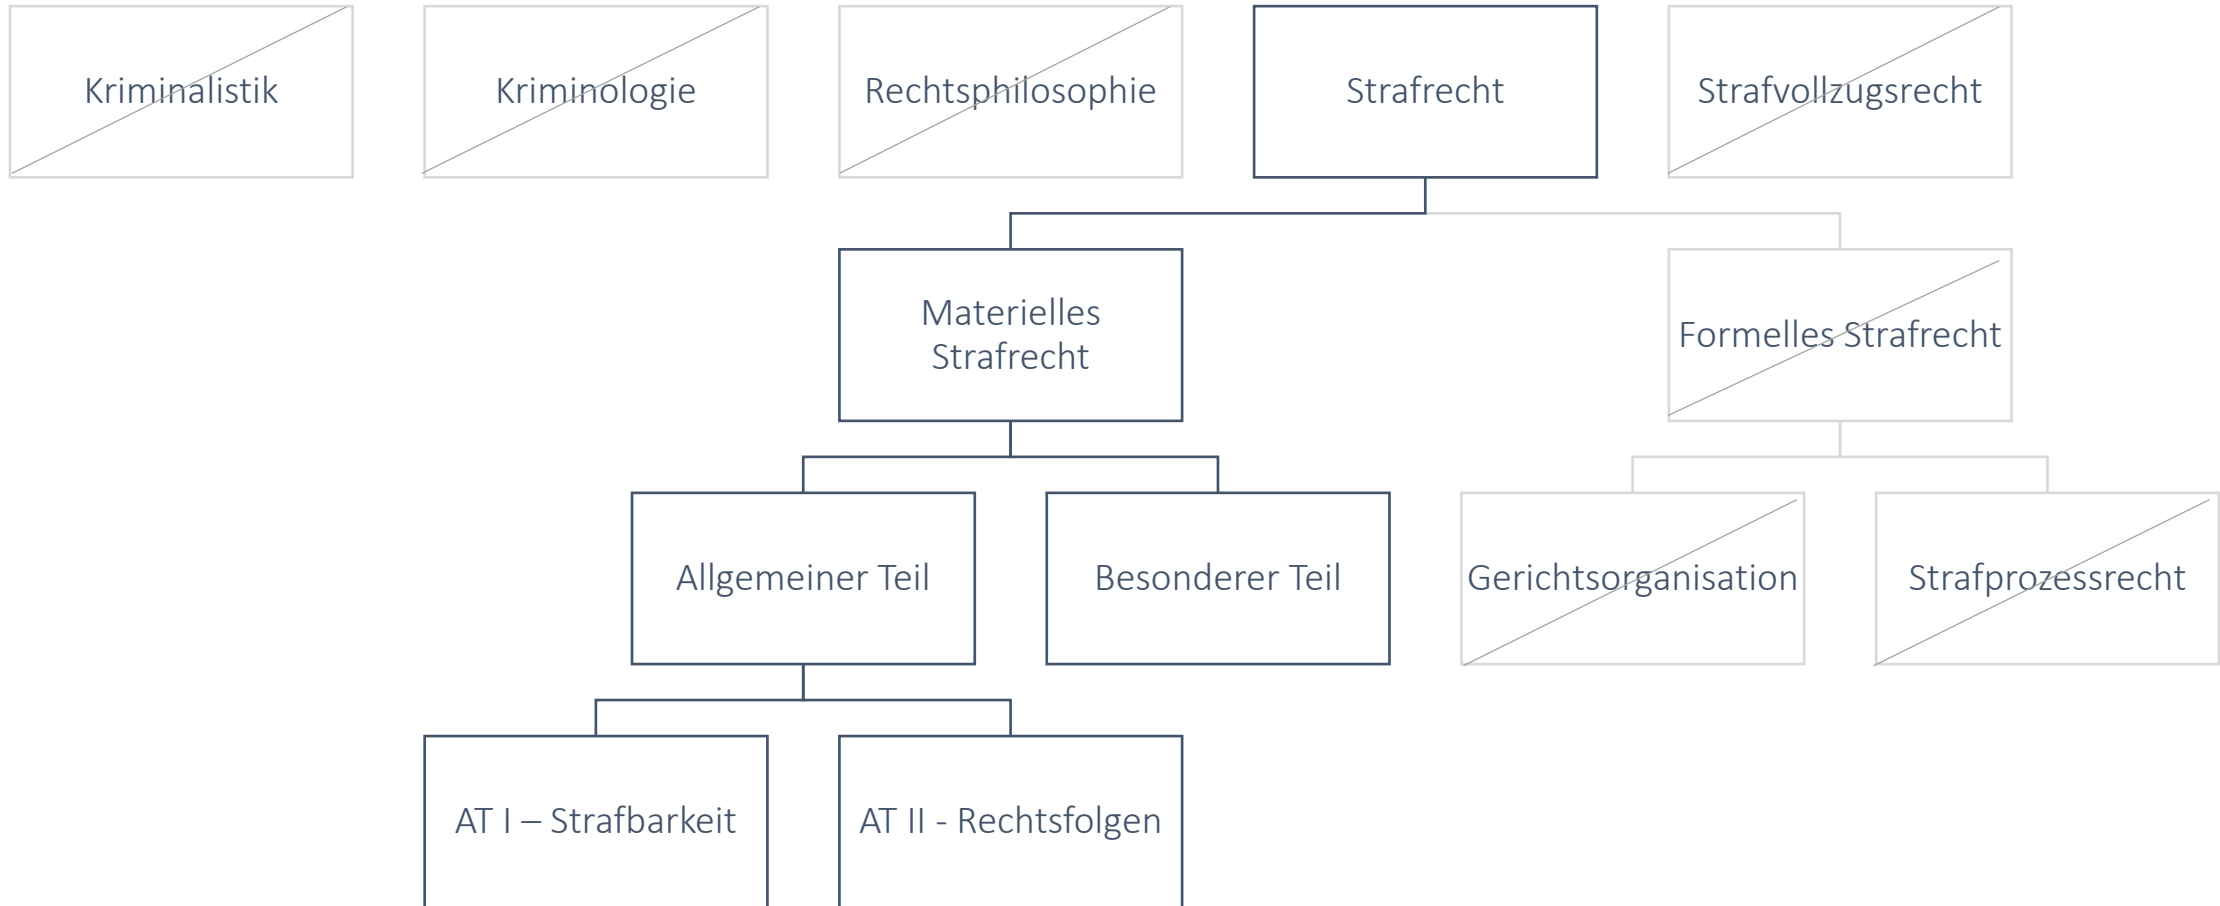 Kriminalistik
Kriminologie
Rechtsphilosophie
Strafrecht
Strafvollzugsrecht
Materielles
Strafrecht
Formelles Strafrecht
Allgemeiner Teil
Besonderer Teil
Gerichtsorganisation
Strafprozessrecht
AT I – Strafbarkeit
AT II - Rechtsfolgen